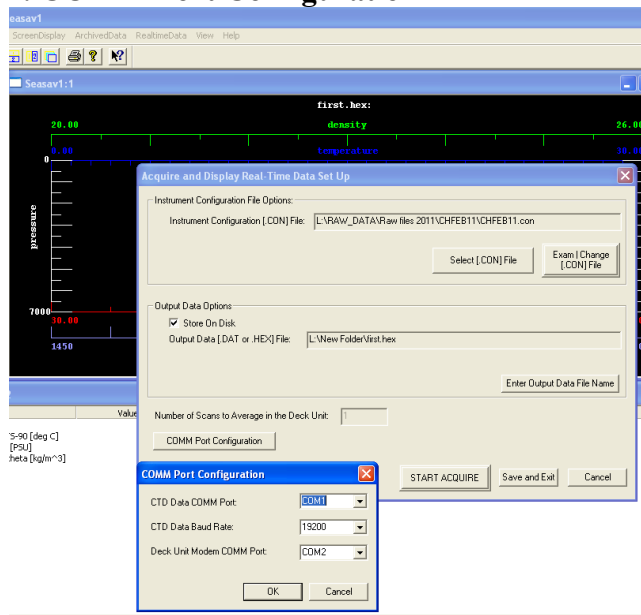 easav1
ScreenDisplay ArchivedData RealtimeData View Help
Seasav1:1
first.hex:
20.00 density 26.00
0.00 temperature 30.00
0
pressure
7000
30.00
1450
Acquire and Display Real-Time Data Set Up
Instrument Configuration File Options:
Instrument Configuration [.CON] File: L:\RAW_DATA\Raw files 2011\CHFEB11\CHFEB11.con
Select [.CON] File
Exam | Change
[.CON] File
Output Data Options
Store On Disk
Output Data [.DAT or .HEX] File: L:\New Folder\first.hex
Enter Output Data File Name
Value
Number of Scans to Average in the Deck Unit: 1
S-90 [deg C]
[PSU]
heta [kg/m^3]
COMM Port Configuration
START ACQUIRE Save and Exit Cancel
COMM Port Configuration
CTD Data COMM Port: COM1
CTD Data Baud Rate: 19200
Deck Unit Modem COMM Port: COM2
OK Cancel